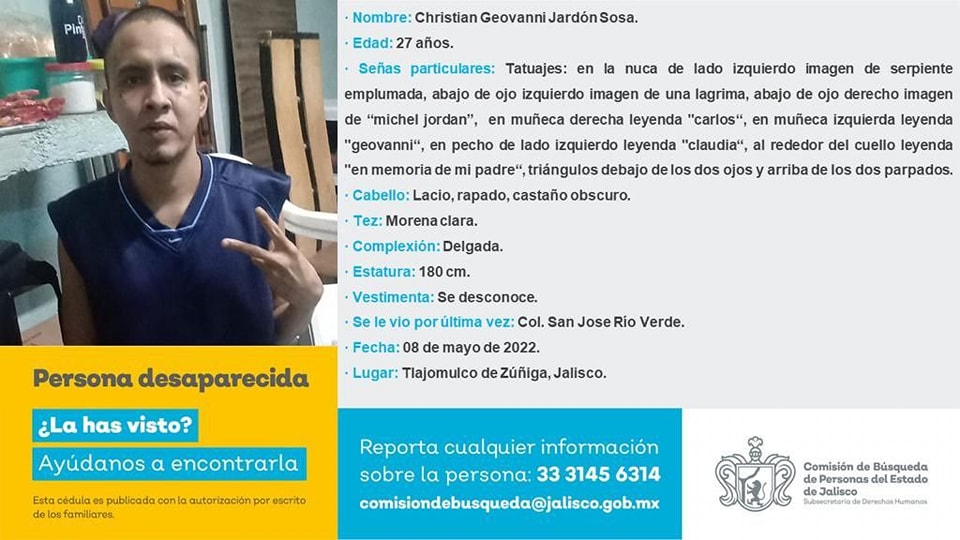 · Nombre: Christian Geovanni Jardón Sosa.
· Edad: 27 años.
· Señas particulares: Tatuajes: en la nuca de lado izquierdo imagen de serpiente
emplumada, abajo de ojo izquierdo imagen de una lagrima, abajo de ojo derecho imagen
de “michel jordan”, en muñeca derecha leyenda "carlos“, en muñeca izquierda leyenda
"geovanni“, en pecho de lado izquierdo leyenda "claudia“, al rededor del cuello leyenda
"en memoria de mi padre“, triángulos debajo de los dos ojos y arriba de los dos parpados.
· Cabello: Lacio, rapado, castaño obscuro.
· Tez: Morena clara.
· Complexión: Delgada.
· Estatura: 180 cm.
· Vestimenta: Se desconoce.
· Se le vio por última vez: Col. San Jose Rio Verde.
· Fecha: 08 de mayo de 2022.
· Lugar: Tlajomulco de Zúñiga, Jalisco.
Persona desaparecida
¿La has visto?
Ayúdanos a encontrarla
Esta cédula es publicada con la autorización por escrito
de los familiares.
Reporta cualquier información
sobre la persona: 33 3145 6314
comisiondebusqueda@jalisco.gob.mx
Comisión de Búsqueda
de Personas del Estado
de Jalisco
Subsecretaría de Derechos Humanos